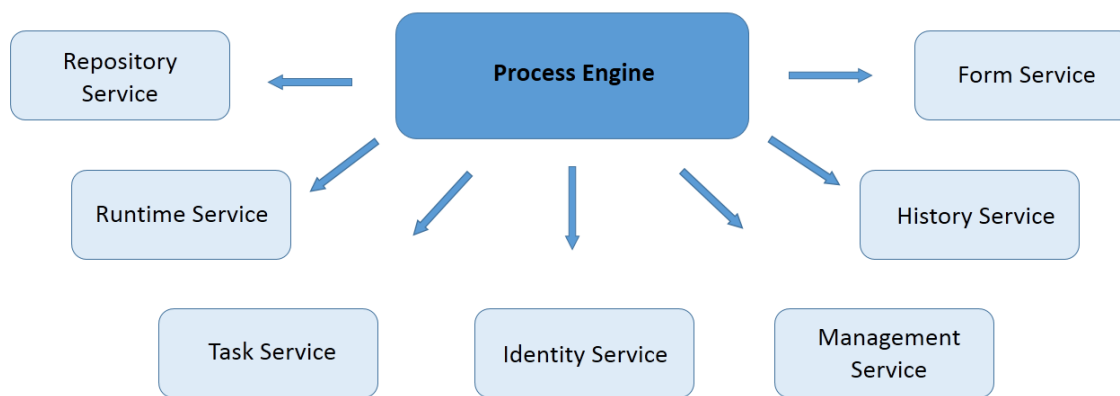 Process Engine
Repository
Service
Form Service
Runtime Service
History Service
Task Service
Identity Service
Management
Service